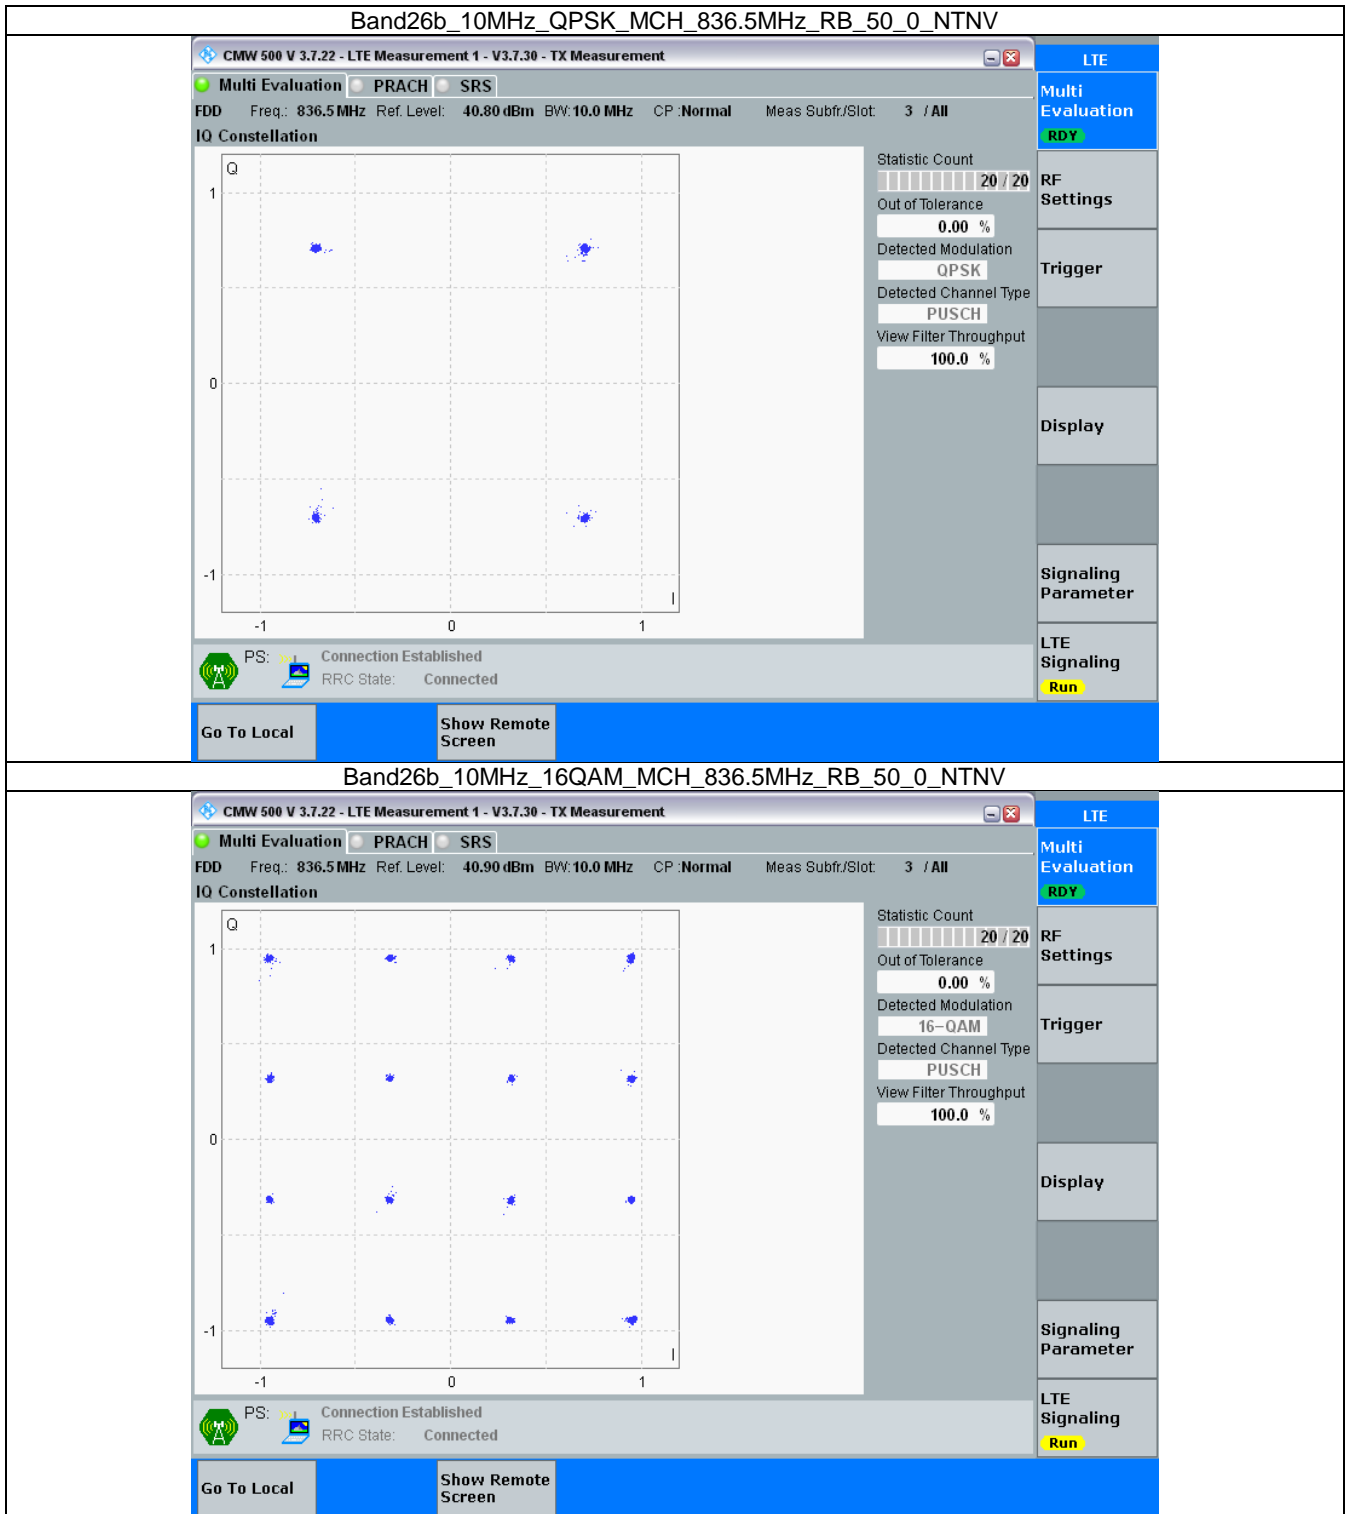 Band26b_10MHz_QPSK_MCH_836.5MHz_RB_50_0_NTNV
CMW 500 V 3.7.22 - LTE Measurement 1 - V3.7.30 - TX Measurement
LTE
Multi Evaluation PRACH SRS
Multi
Evaluation
RDY
FDD Freq.: 836.5 MHz Ref. Level: 40.80 dBm BW: 10.0 MHz CP : Normal Meas Subfr./Slot: 3 / All
IQ Constellation
Q
1
0
-1
I
-1 0 1
Statistic Count
20 / 20
Out of Tolerance
0.00 %
Detected Modulation
QPSK
Detected Channel Type
PUSCH
View Filter Throughput
100.0 %
RF
Settings
Trigger
Display
Signaling
Parameter
LTE
Signaling
Run
PS: Connection Established
RRC State: Connected
Go To Local
Show Remote
Screen
Band26b_10MHz_16QAM_MCH_836.5MHz_RB_50_0_NTNV
CMW 500 V 3.7.22 - LTE Measurement 1 - V3.7.30 - TX Measurement
LTE
Multi Evaluation PRACH SRS
Multi
Evaluation
RDY
FDD Freq.: 836.5 MHz Ref. Level: 40.90 dBm BW: 10.0 MHz CP : Normal Meas Subfr./Slot: 3 / All
IQ Constellation
Q
1
0
-1
I
-1 0 1
Statistic Count
20 / 20
Out of Tolerance
0.00 %
Detected Modulation
16-QAM
Detected Channel Type
PUSCH
View Filter Throughput
100.0 %
RF
Settings
Trigger
Display
Signaling
Parameter
LTE
Signaling
Run
PS: Connection Established
RRC State: Connected
Go To Local
Show Remote
Screen